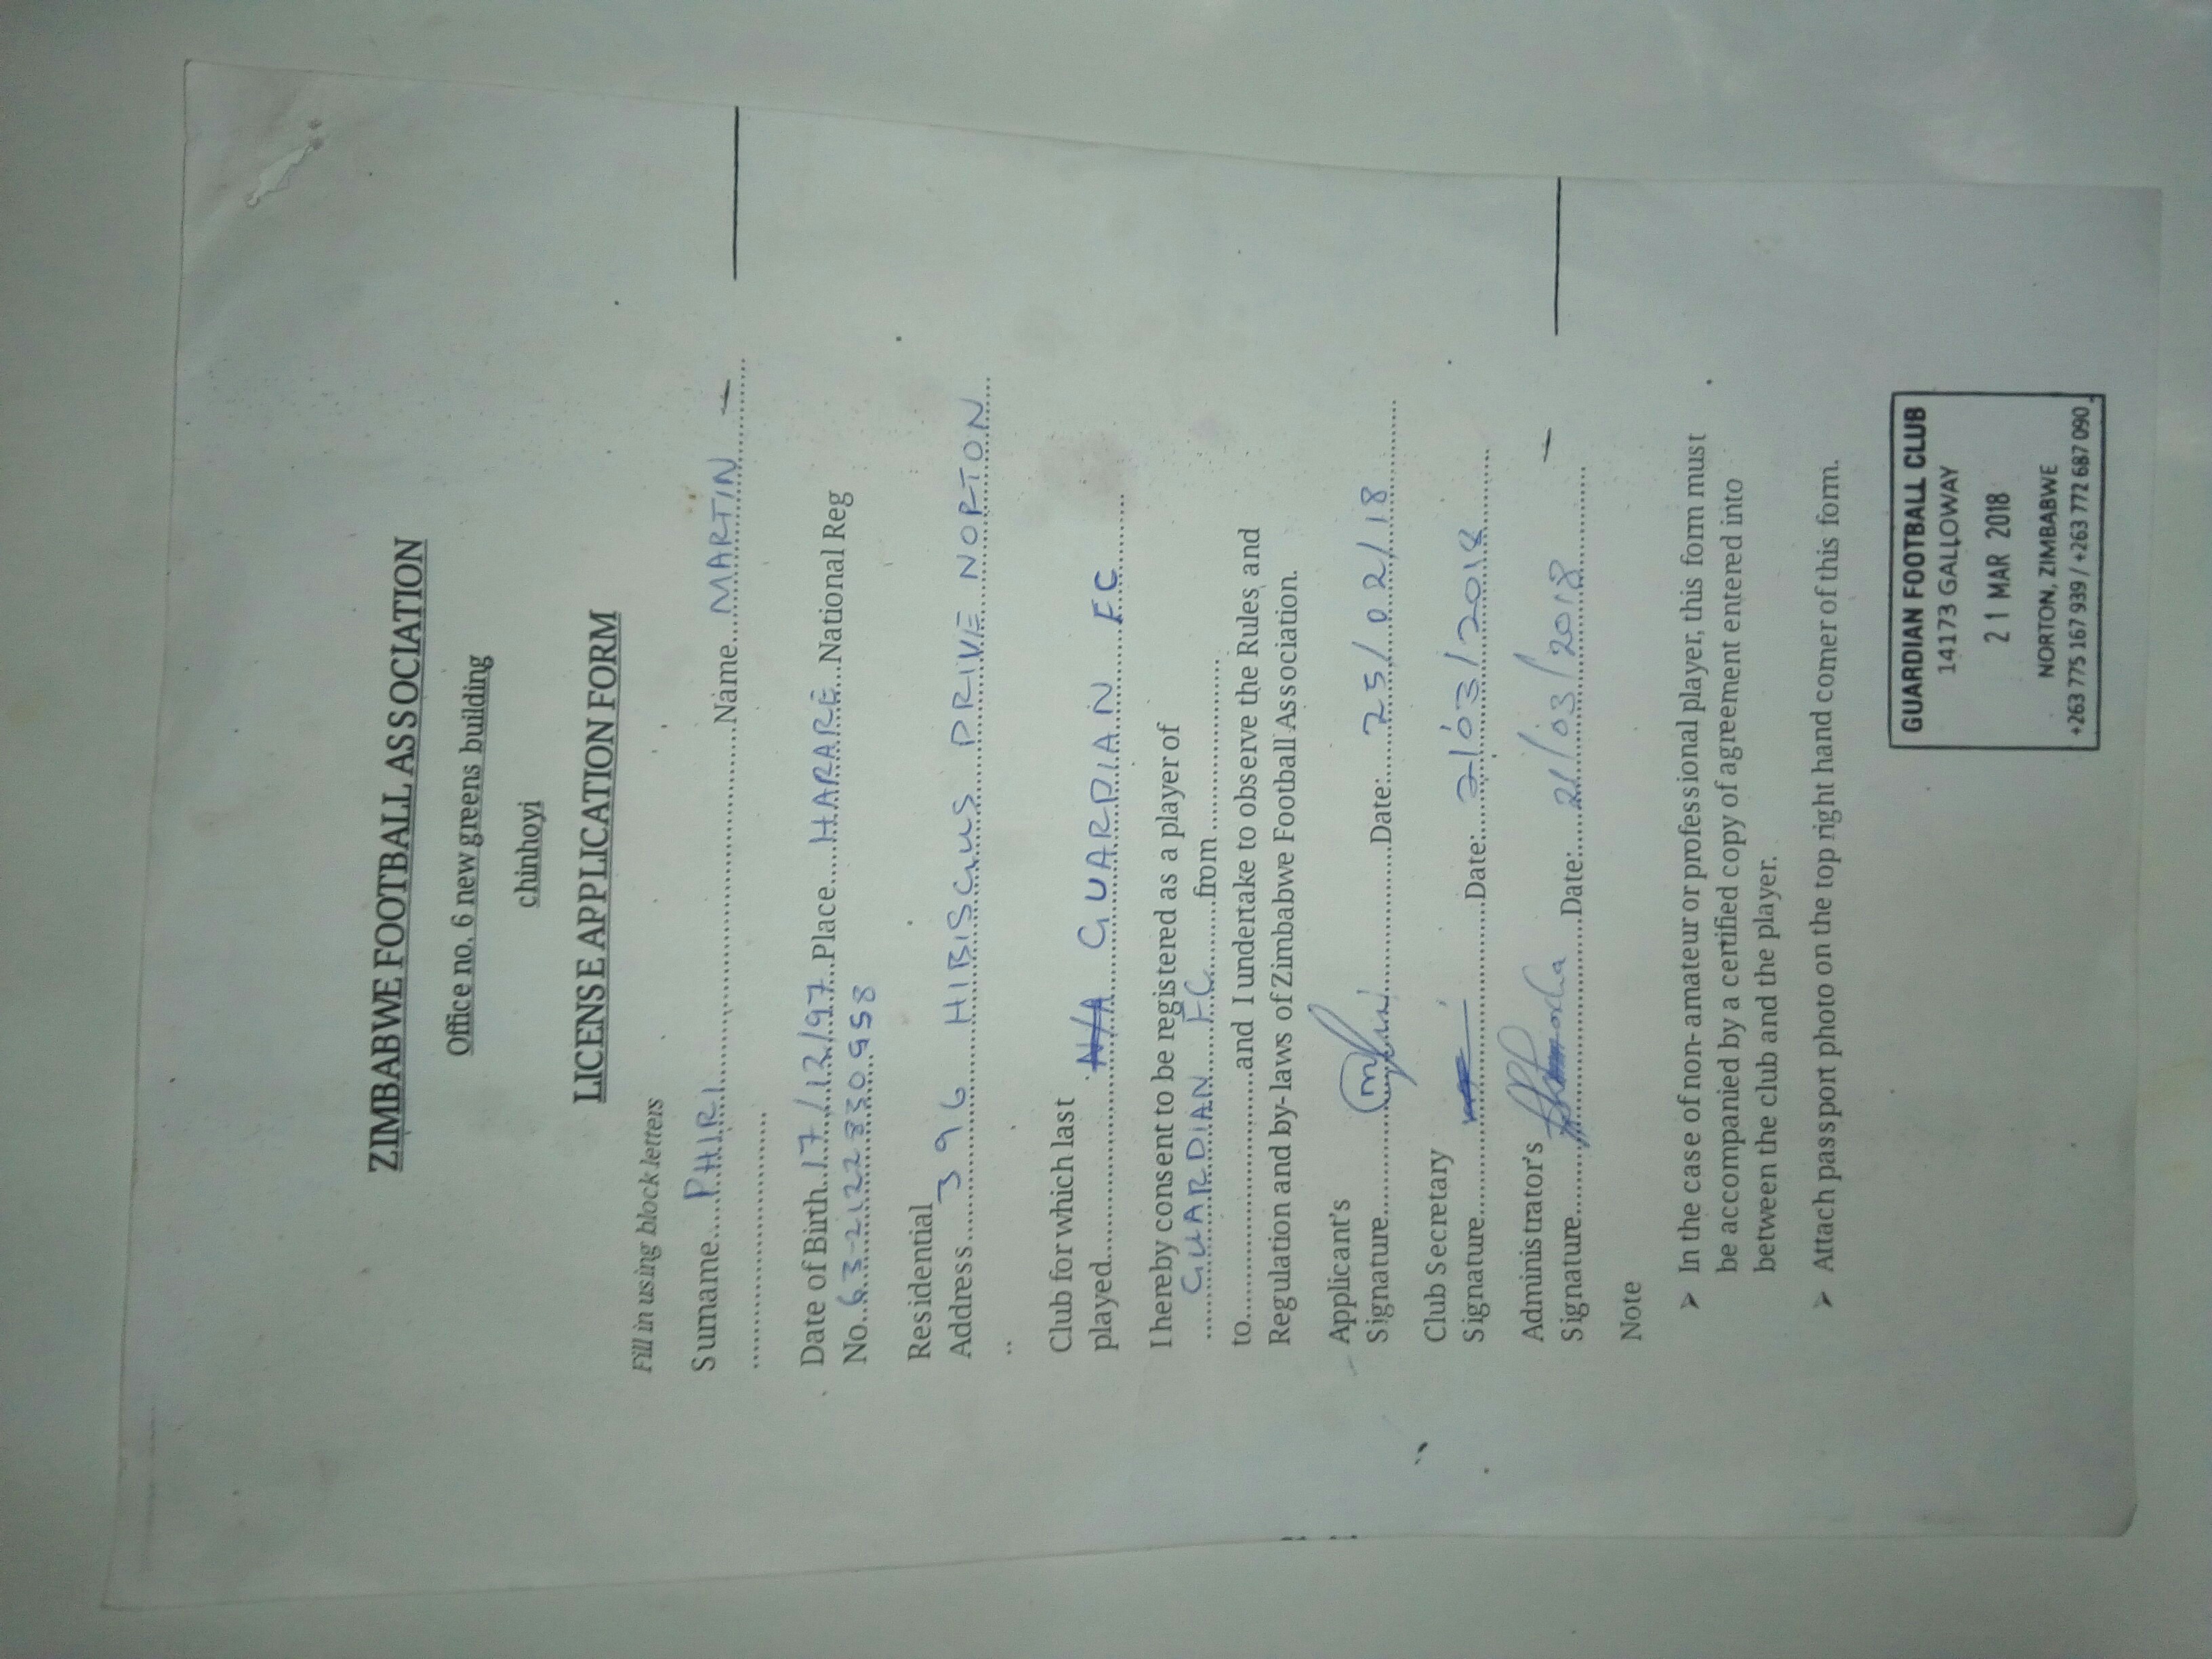 ZIMBABWE FOOTBALL ASSOCIATION
Office no. 6 new greens building
chinhoyi
LICENSE APPLICATION FORM
Fill in using block letters
Surname....PHIRI..............................Name....MARTIN......
..........................
Date of Birth..17/12/97..Place....HARARE...National Reg
No..63-2122830958
Residential
Address.....396 HIBISCUS DRIVE NORTON
..
Club for which last
played...............N/A GUARDIAN F.C.......
I hereby consent to be registered as a player of
.....GUARDIAN FC.........from..................
to.......................and I undertake to observe the Rules, and
Regulation and by-laws of Zimbabwe Football Association.
Applicant's
Signature..........................Date:....25/02/18.........
Club Secretary
Signature..........................Date:....21/03/2018.......
Administrator's
Signature..........................Date:.....21/03/2018.......
Note
➤ In the case of non-amateur or professional player, this form must
be accompanied by a certified copy of agreement entered into
between the club and the player.
➤ Attach passport photo on the top right hand corner of this form.
GUARDIAN FOOTBALL CLUB
14173 GALLOWAY
21 MAR 2018
NORTON, ZIMBABWE
+263 775 167 939 / +263 772 687 090